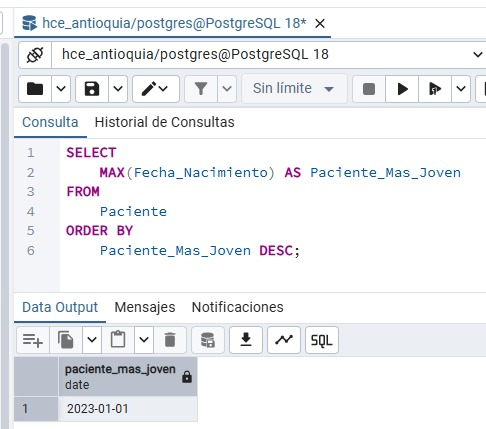 hce_antioquia/postgres@PostgreSQL 18*
hce_antioquia/postgres@PostgreSQL 18
Sin límite
Consulta Historial de Consultas
1 SELECT
2 MAX(Fecha_Nacimiento) AS Paciente_Mas_Joven
3 FROM
4 Paciente
5 ORDER BY
6 Paciente_Mas_Joven DESC;
Data Output Mensajes Notificaciones
SQL
paciente_mas_joven
date
1 2023-01-01